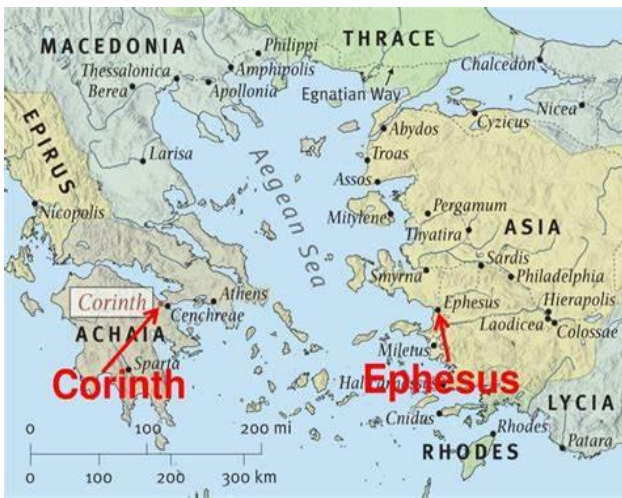 MACEDONIA
Philippi
THRACE
Thessalonica
Amphipolis
Chalcedon
Berea
Apollonia
Egnatian Way
Nicea
EPIRUS
Abydos
Cyzicus
Larisa
Aegean Sea
Troas
Assos
Nicopolis
Mitylene
Pergamum
ASIA
Thyatira
Smyrna
Sardis
Philadelphia
Corinth
Athens
Cenchreae
Ephesus
Hierapolis
ACHAIA
Laodicea
Colossae
Miletus
Sparta
Corinth
Ephesus
LYCIA
Cnidus
Rhodes
RHODES
Patara
0 100 200 mi
0 100 200 300 km